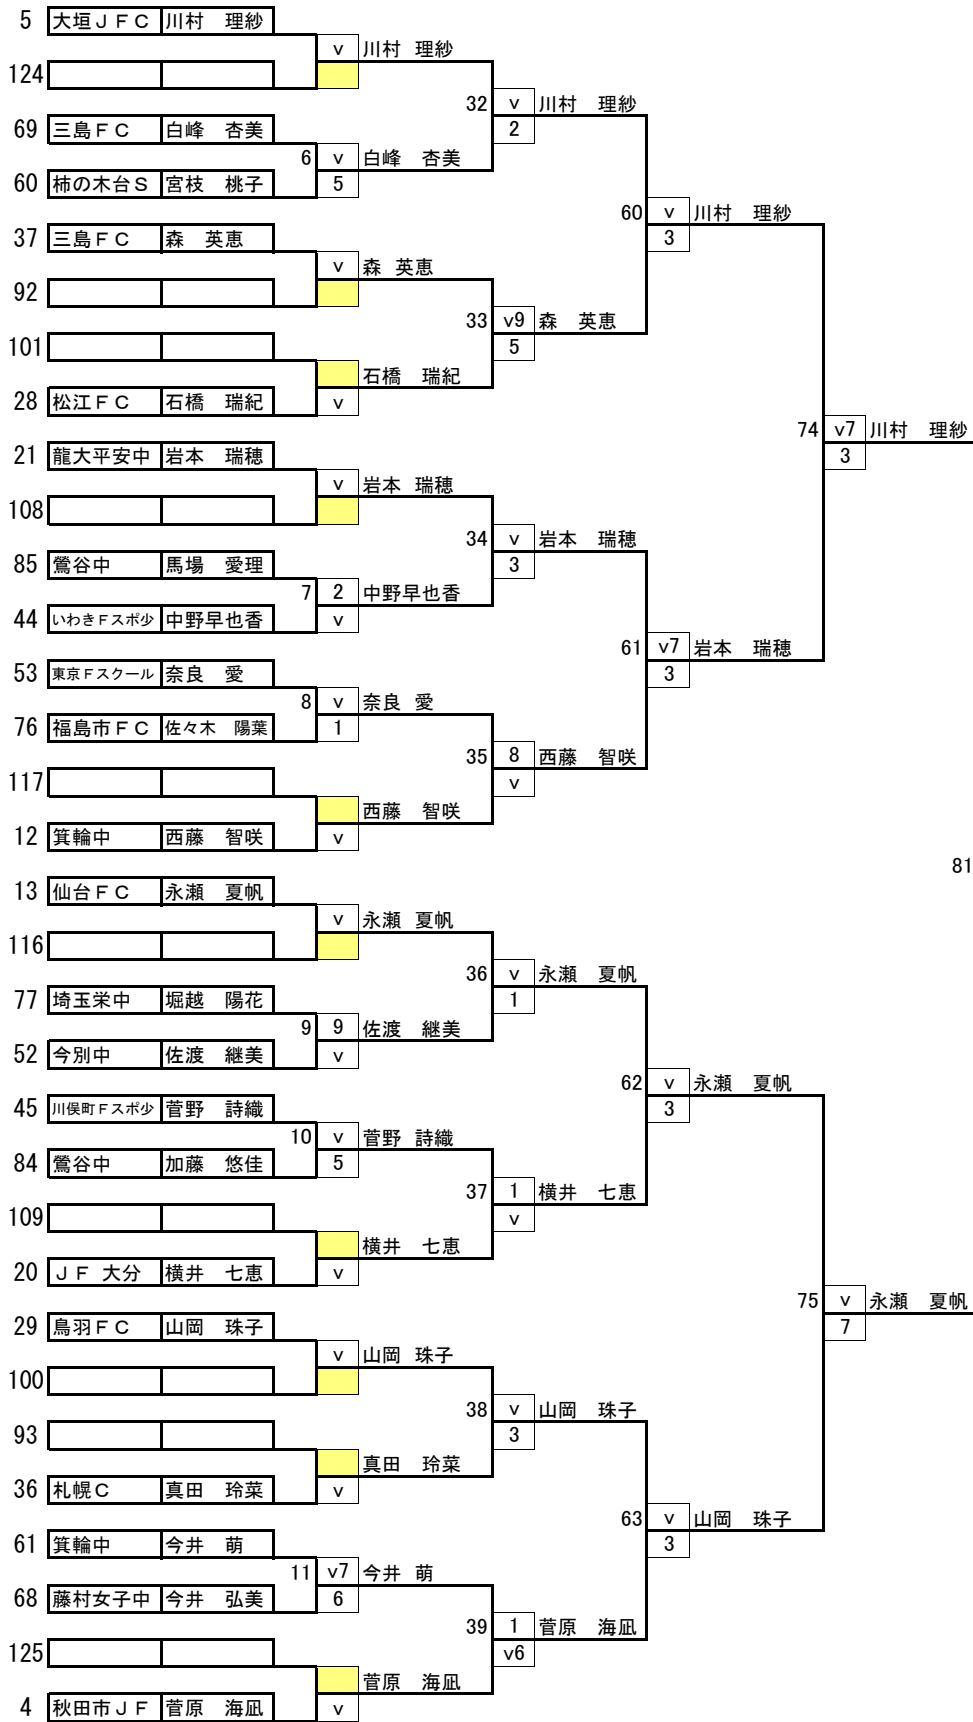 5 大垣ＪＦＣ 川村　理紗
v 川村 理紗
124
32 v 川村　理紗
2
69 三島ＦＣ 白峰　杏美
6 v 白峰　杏美
5
60 柿の木台Ｓ 宮枝　桃子
60 v 川村　理紗
3
37 三島ＦＣ 森　英恵
v 森 英恵
92
33 v9 森　英恵
5
101
石橋　瑞紀
v
28 松江ＦＣ 石橋　瑞紀
74 v7 川村　理紗
3
21 龍大平安中 岩本　瑞穂
v 岩本 瑞穂
108
34 v 岩本　瑞穂
3
85 鶯谷中 馬場　愛理
7 2 中野早也香
v
44 いわきＦスポ少 中野早也香
61 v7 岩本　瑞穂
3
53 東京Ｆスクール 奈良　愛
8 v 奈良 愛
1
76 福島市ＦＣ 佐々木　陽葉
35 8 西藤　智咲
v
117
西藤　智咲
v
12 箕輪中 西藤　智咲
81
13 仙台ＦＣ 永瀬　夏帆
v 永瀬 夏帆
116
36 v 永瀬　夏帆
1
77 埼玉栄中 堀越　陽花
9 9 佐渡　継美
v
52 今別中 佐渡　継美
62 v 永瀬　夏帆
3
45 川俣町Ｆスポ少 菅野　詩織
10 v 菅野 詩織
5
84 鶯谷中 加藤　悠佳
37 1 横井　七恵
v
109
横井　七恵
v
20 ＪＦ 大分 横井　七恵
75 v 永瀬　夏帆
7
29 鳥羽ＦＣ 山岡　珠子
v 山岡 珠子
100
38 v 山岡　珠子
3
93
真田　玲菜
v
36 札幌Ｃ 真田　玲菜
63 v 山岡　珠子
3
61 箕輪中 今井　萌
11 v7 今井 萌
6
68 藤村女子中 今井　弘美
39 1 菅原　海凪
v6
125
菅原　海凪
v
4 秋田市ＪＦ 菅原　海凪